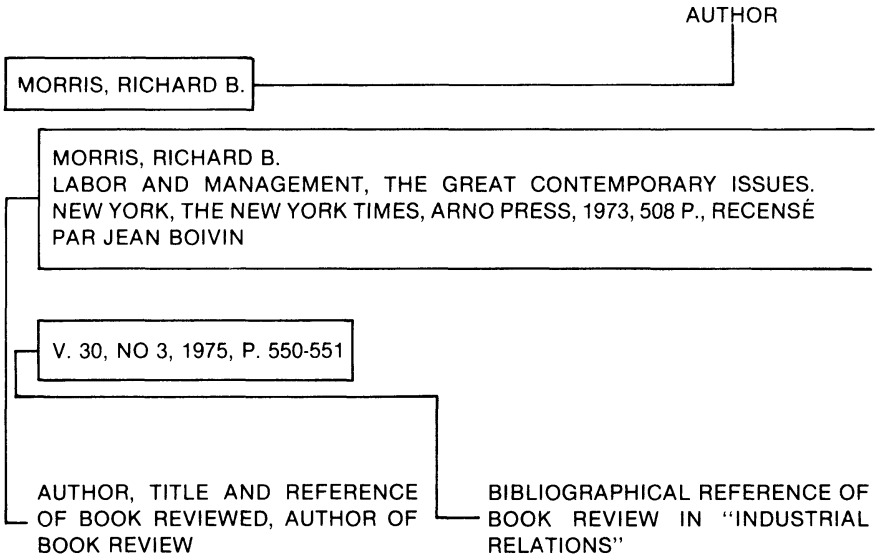 AUTHOR
MORRIS, RICHARD B.
MORRIS, RICHARD B.
LABOR AND MANAGEMENT, THE GREAT CONTEMPORARY ISSUES.
NEW YORK, THE NEW YORK TIMES, ARNO PRESS, 1973, 508 P., RECENSÉ
PAR JEAN BOIVIN
V. 30, NO 3, 1975, P. 550-551
AUTHOR, TITLE AND REFERENCE
OF BOOK REVIEWED, AUTHOR OF
BOOK REVIEW
BIBLIOGRAPHICAL REFERENCE OF
BOOK REVIEW IN "INDUSTRIAL
RELATIONS"